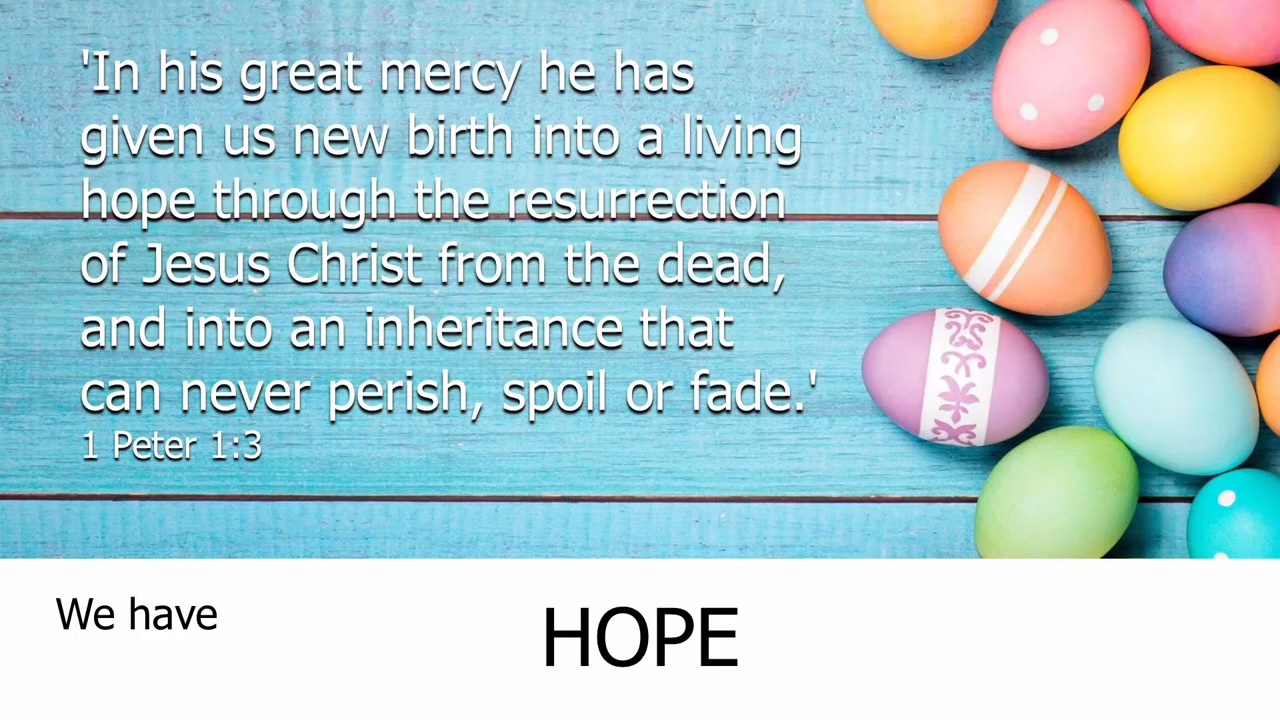 'In his great mercy he has
given us new birth into a living
hope through the resurrection
of Jesus Christ from the dead,
and into an inheritance that
can never perish, spoil or fade.'
1 Peter 1:3
We have
HOPE